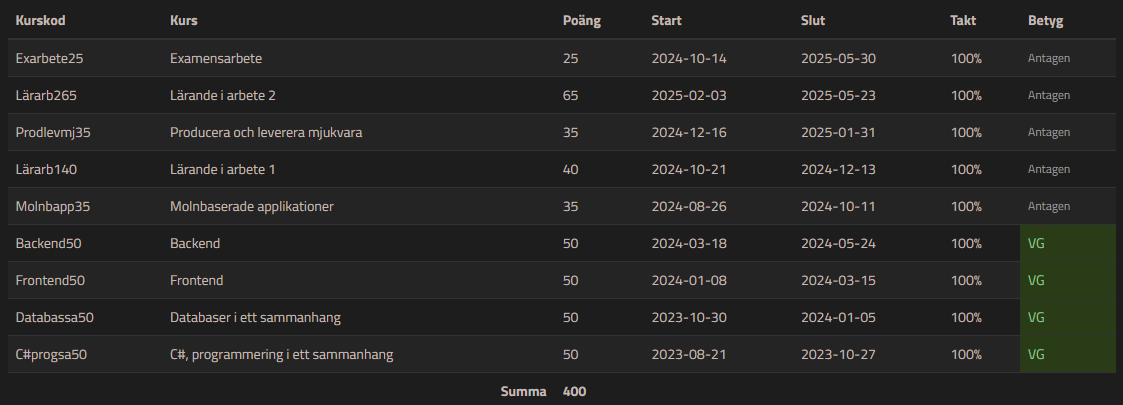 Kurskod Kurs Poäng Start Slut Takt Betyg
Exarbete25 Examensarbete 25 2024-10-14 2025-05-30 100% Antagen
Lärarb265 Lärande i arbete 2 65 2025-02-03 2025-05-23 100% Antagen
Prodlevmj35 Producera och leverera mjukvara 35 2024-12-16 2025-01-31 100% Antagen
Lärarb140 Lärande i arbete 1 40 2024-10-21 2024-12-13 100% Antagen
Molnbapp35 Molnbaserade applikationer 35 2024-08-26 2024-10-11 100% Antagen
Backend50 Backend 50 2024-03-18 2024-05-24 100% VG
Frontend50 Frontend 50 2024-01-08 2024-03-15 100% VG
Databassa50 Databaser i ett sammanhang 50 2023-10-30 2024-01-05 100% VG
C#progsa50 C#, programmering i ett sammanhang 50 2023-08-21 2023-10-27 100% VG
Summa 400